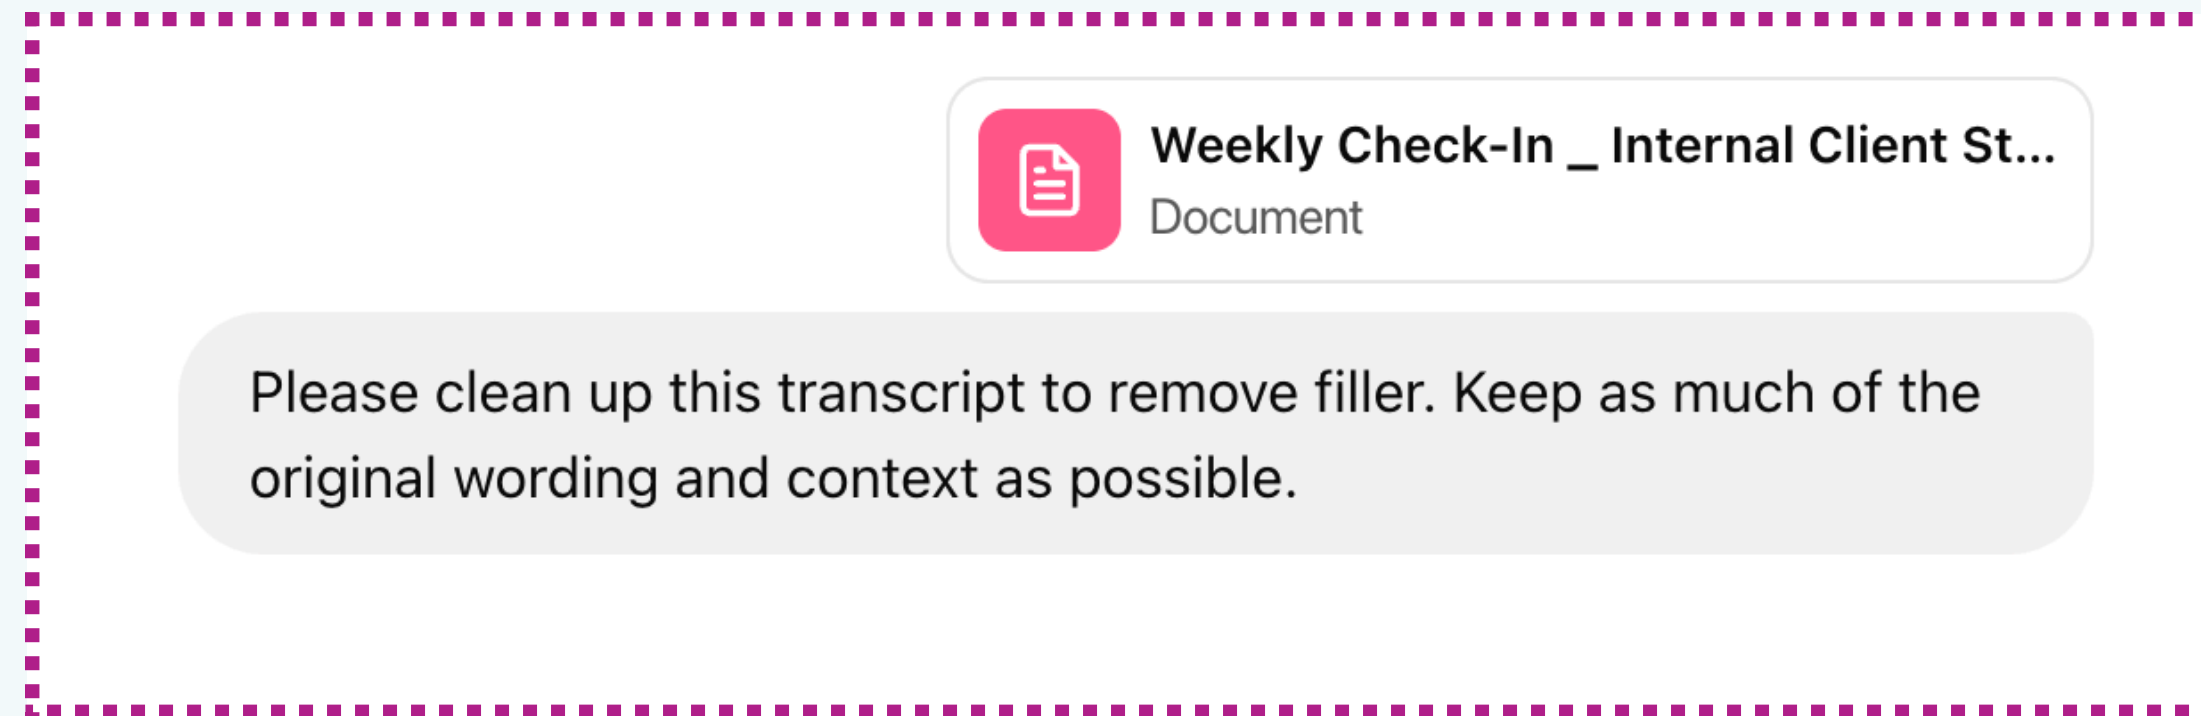 Weekly Check-In _ Internal Client St...
Document
Please clean up this transcript to remove filler. Keep as much of the
original wording and context as possible.